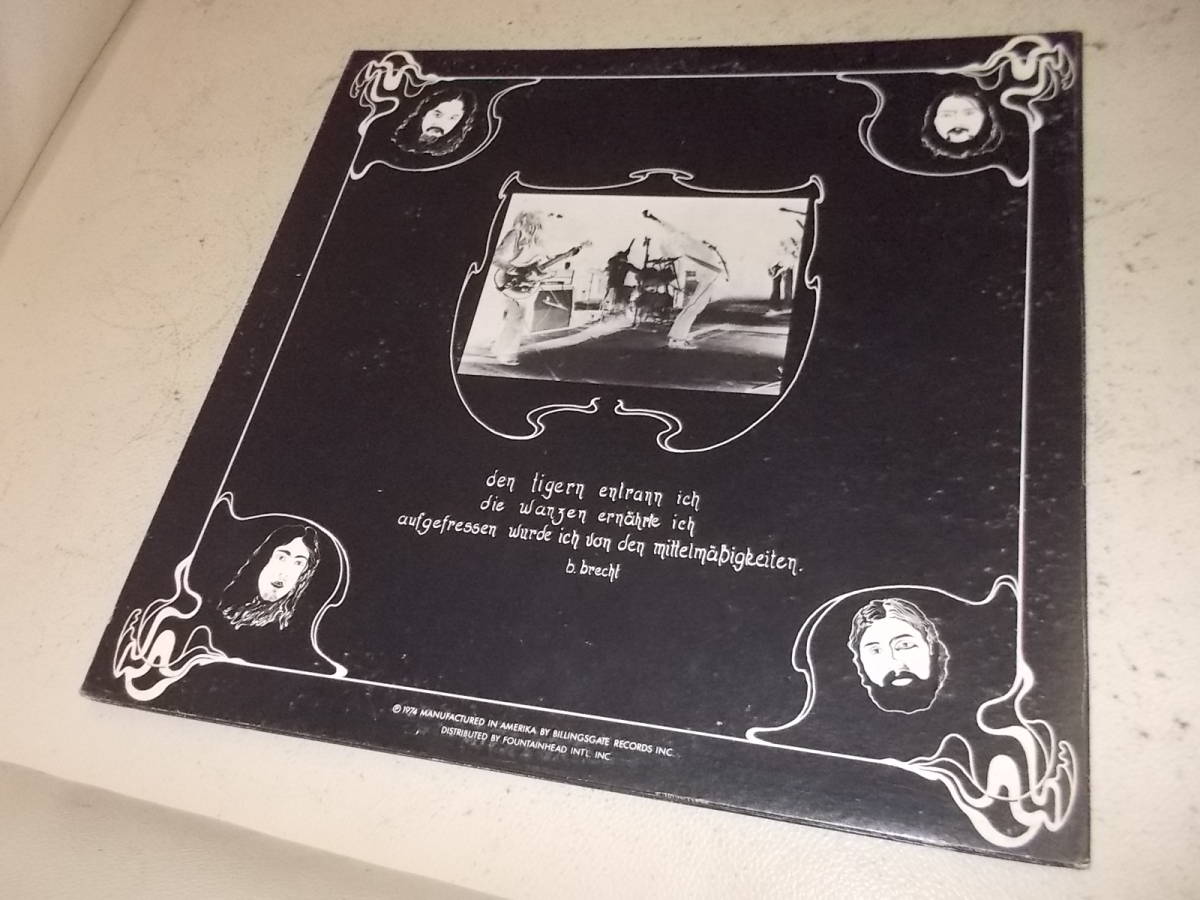 den tigern entrann ich
die wanzen ernährte ich
aufgefressen wurde ich von den mittelmäßigkeiten.
b. brecht
℗ 1974 MANUFACTURED IN AMERIKA BY BILLINGSGATE RECORDS INC.
DISTRIBUTED BY FOUNTAINHEAD INT'L. INC.